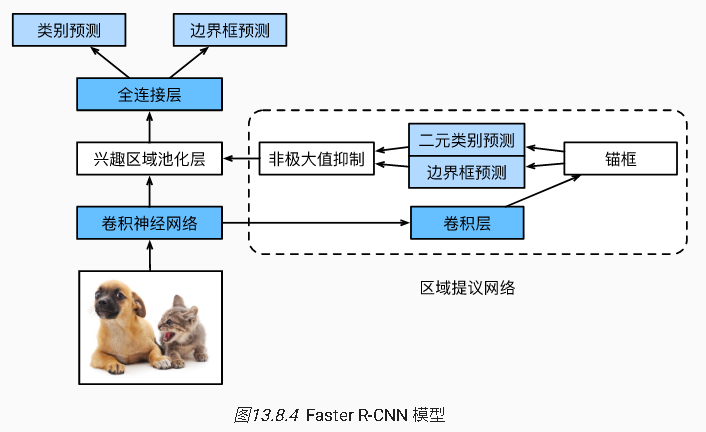 类别预测
边界框预测
全连接层
兴趣区域池化层
非极大值抑制
二元类别预测
边界框预测
锚框
卷积神经网络
卷积层
区域提议网络
图13.8.4 Faster R-CNN 模型